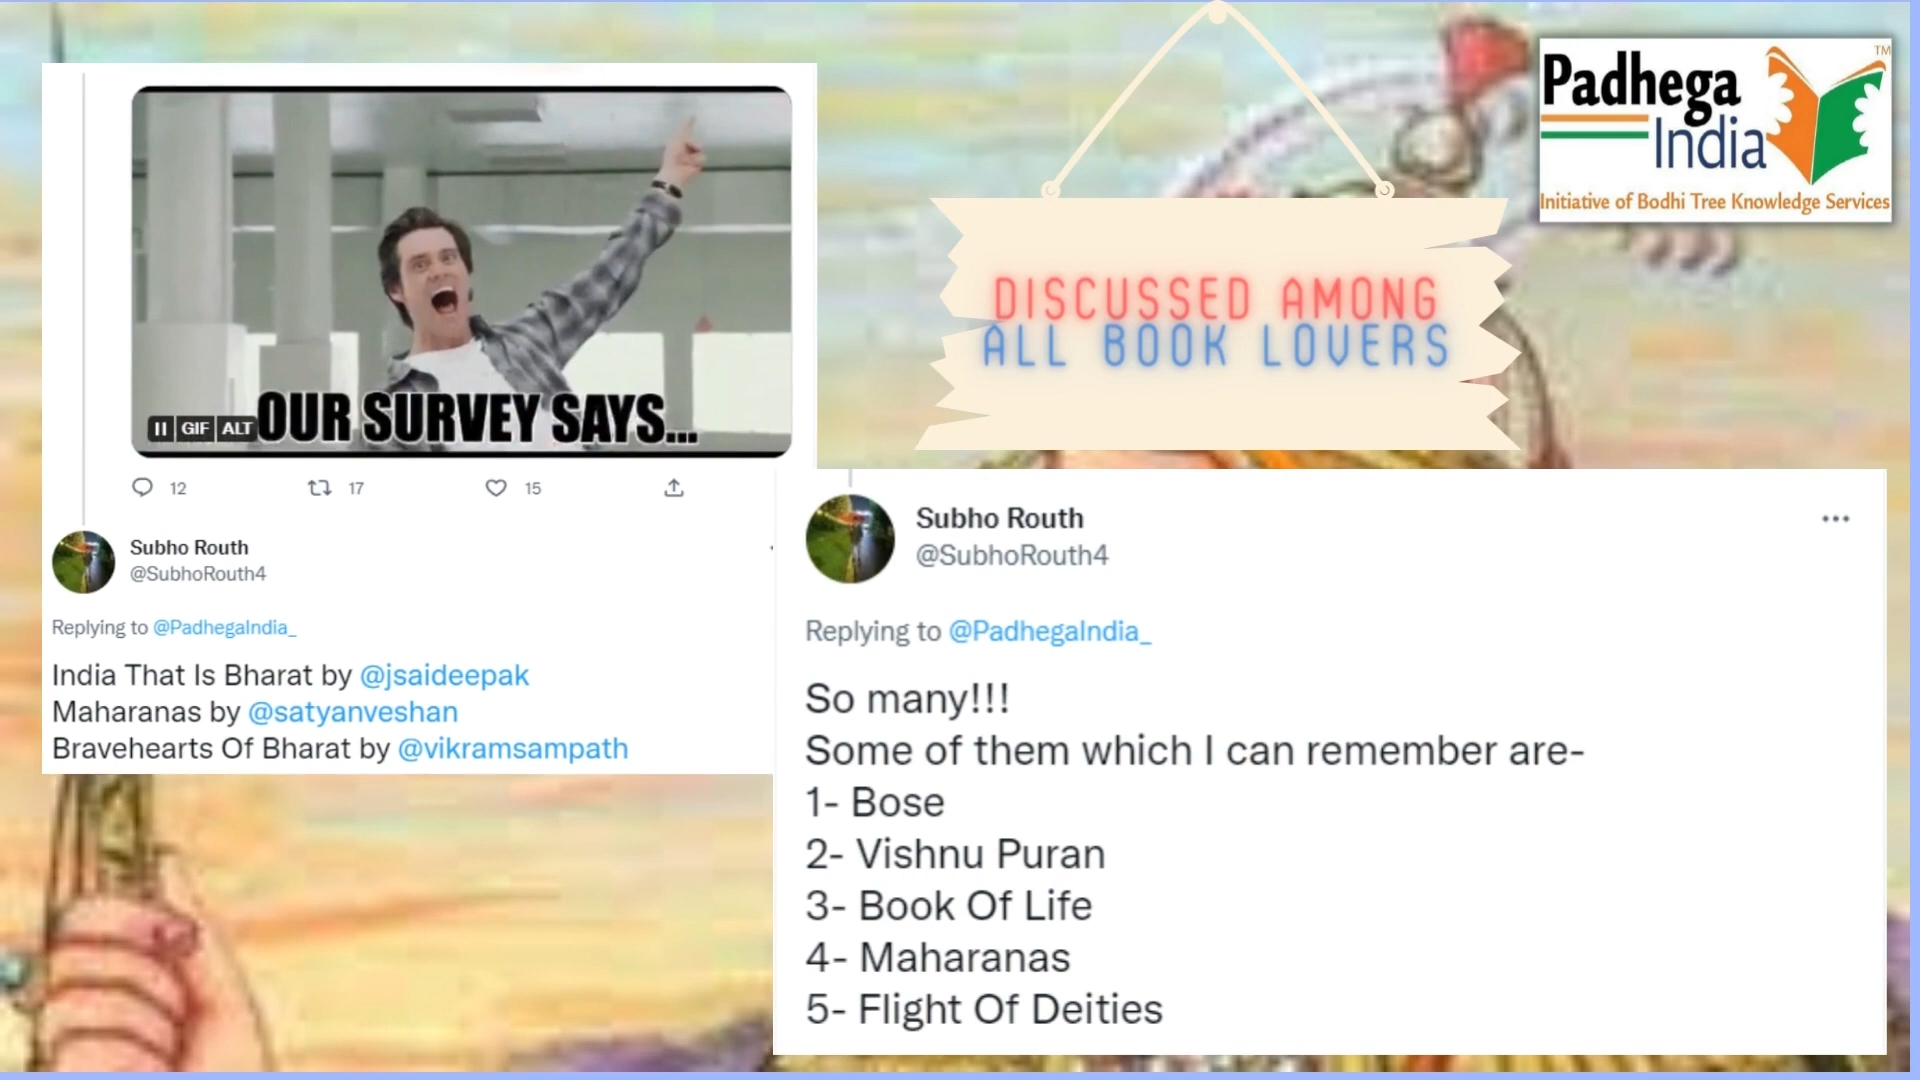 OUR SURVEY SAYS...
GIF ALT
12 17 15
Subho Routh
@SubhoRouth4
Replying to @PadhegaIndia_
India That Is Bharat by @jsaideepak
Maharanas by @satyanveshan
Bravehearts Of Bharat by @vikramsampath
DISCUSSED AMONG
ALL BOOK LOVERS
Padhega
India
TM
Initiative of Bodhi Tree Knowledge Services
Subho Routh
@SubhoRouth4
Replying to @PadhegaIndia_
So many!!!
Some of them which I can remember are-
1- Bose
2- Vishnu Puran
3- Book Of Life
4- Maharanas
5- Flight Of Deities